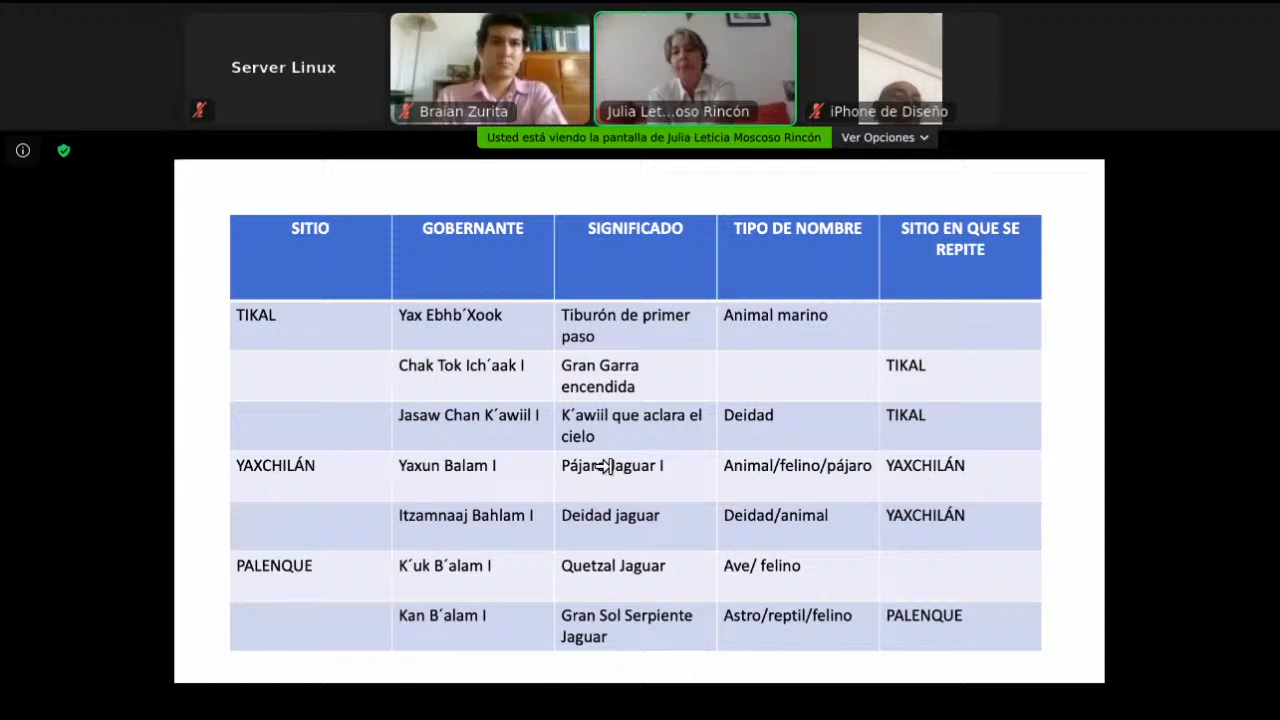 Server Linux
Braian Zurita
Julia Let...oso Rincón
iPhone de Diseño
Usted está viendo la pantalla de Julia Leticia Moscoso Rincón
Ver Opciones
SITIO
GOBERNANTE
SIGNIFICADO
TIPO DE NOMBRE
SITIO EN QUE SE
REPITE
TIKAL
Yax Ebhb´Xook
Tiburón de primer
paso
Animal marino
Chak Tok Ich´aak I
Gran Garra
encendida
TIKAL
Jasaw Chan K´awiil I
K´awiil que aclara el
cielo
Deidad
TIKAL
YAXCHILÁN
Yaxun Balam I
Pájaro Jaguar I
Animal/felino/pájaro
YAXCHILÁN
Itzamnaaj Bahlam I
Deidad jaguar
Deidad/animal
YAXCHILÁN
PALENQUE
K´uk B´alam I
Quetzal Jaguar
Ave/ felino
Kan B´alam I
Gran Sol Serpiente
Jaguar
Astro/reptil/felino
PALENQUE